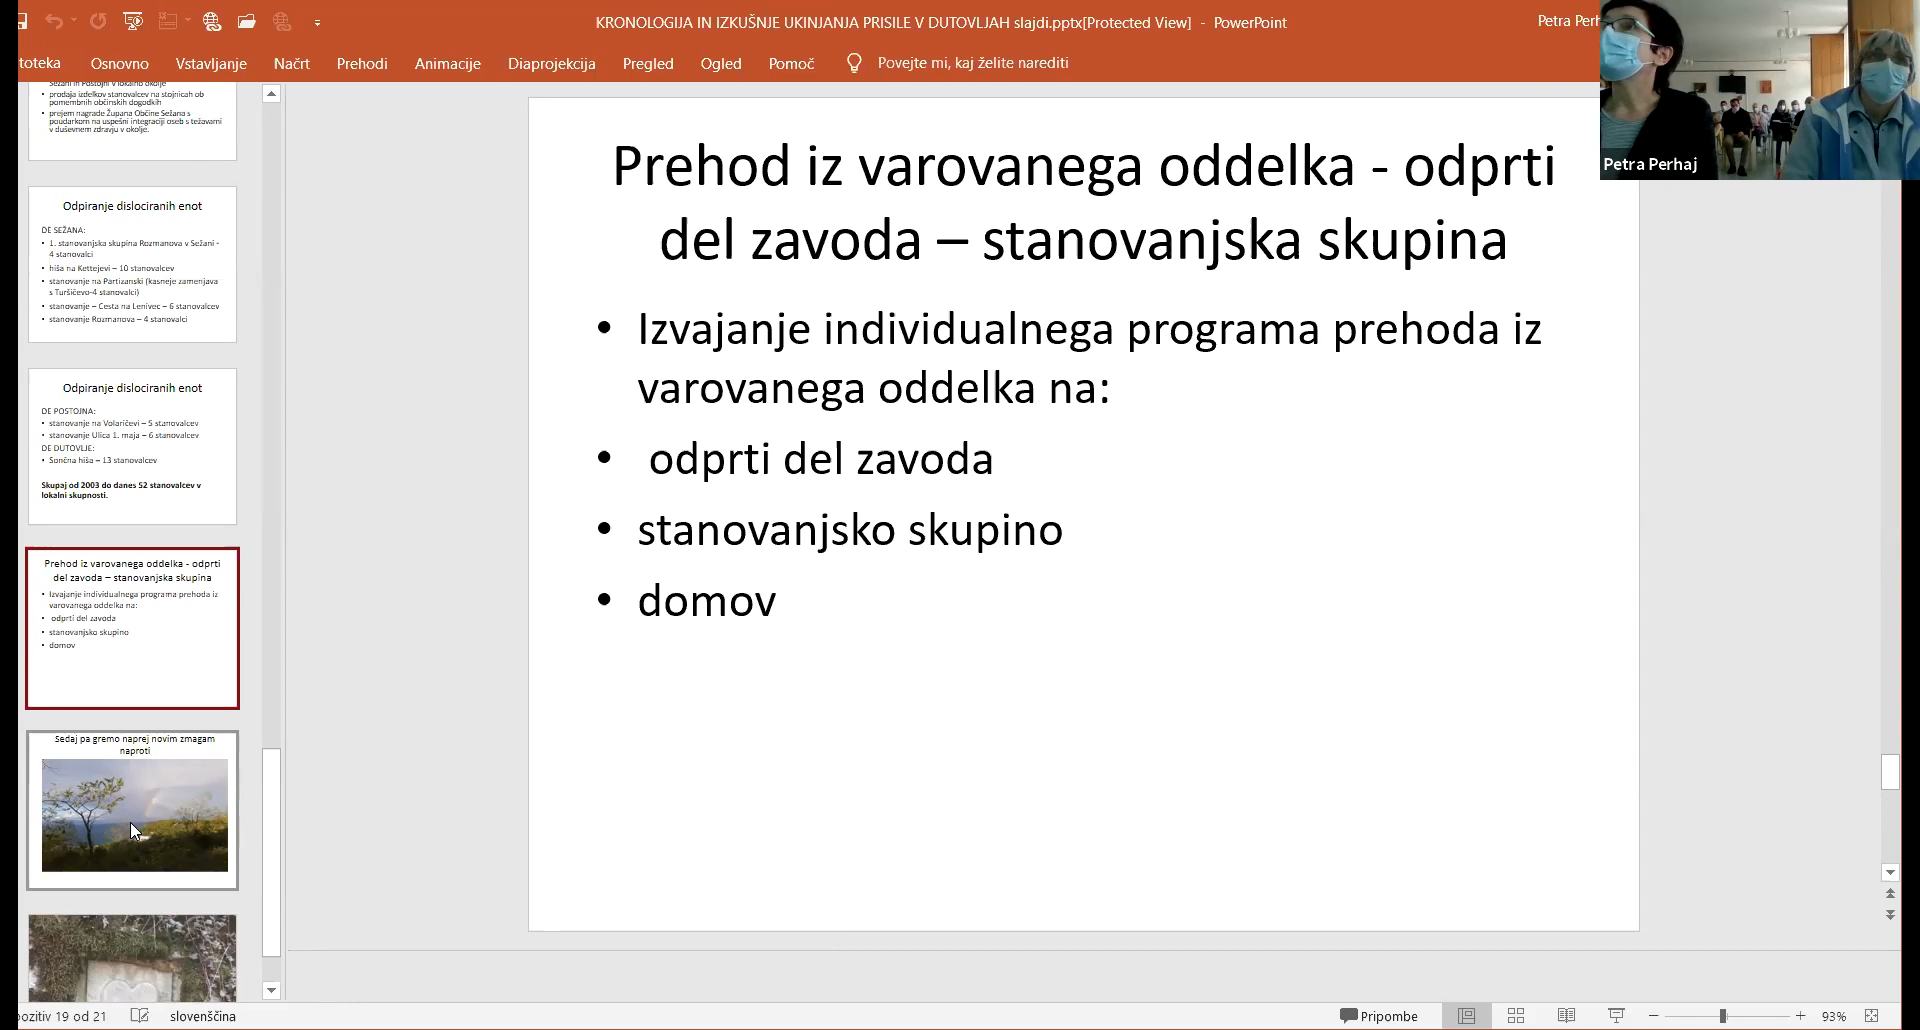 KRONOLOGIJA IN IZKUŠNJE UKINJANJA PRISILE V DUTOVLJAH slajdi.pptx[Protected View] - PowerPoint
Petra Perh
toteka Osnovno Vstavljanje Načrt Prehodi Animacije Diaprojekcija Pregled Ogled Pomoč Povejte mi, kaj želite narediti
Petra Perhaj
Sežani in Postojni v lokalno okolje
• prodaja izdelkov stanovalcev na stojnicah ob
pomembnih občinskih dogodkih
• prejem nagrade Župana Občine Sežana s
poudarkom na uspešni integraciji oseb s težavami
v duševnem zdravju v okolje.
Odpiranje dislociranih enot
DE SEŽANA:
• 1. stanovanjska skupina Rozmanova v Sežani -
4 stanovalci
• hiša na Kettejevi – 10 stanovalcev
• stanovanje na Partizanski (kasneje zamenjava
s Turšičevo-4 stanovalci)
• stanovanje – Cesta na Lenivec – 6 stanovalcev
• stanovanje Rozmanova – 4 stanovalci
Odpiranje dislociranih enot
DE POSTOJNA:
• stanovanje na Volaričevi – 5 stanovalcev
• stanovanje Ulica 1. maja – 6 stanovalcev
DE DUTOVLJE:
• Sončna hiša – 13 stanovalcev
Skupaj od 2003 do danes 52 stanovalcev v
lokalni skupnosti.
Prehod iz varovanega oddelka - odprti
del zavoda – stanovanjska skupina
• Izvajanje individualnega programa prehoda iz
varovanega oddelka na:
• odprti del zavoda
• stanovanjsko skupino
• domov
Sedaj pa gremo naprej novim zmagam
naproti
Prehod iz varovanega oddelka - odprti
del zavoda – stanovanjska skupina
• Izvajanje individualnega programa prehoda iz
varovanega oddelka na:
• odprti del zavoda
• stanovanjsko skupino
• domov
pozitiv 19 od 21 slovenščina Pripombe 93%